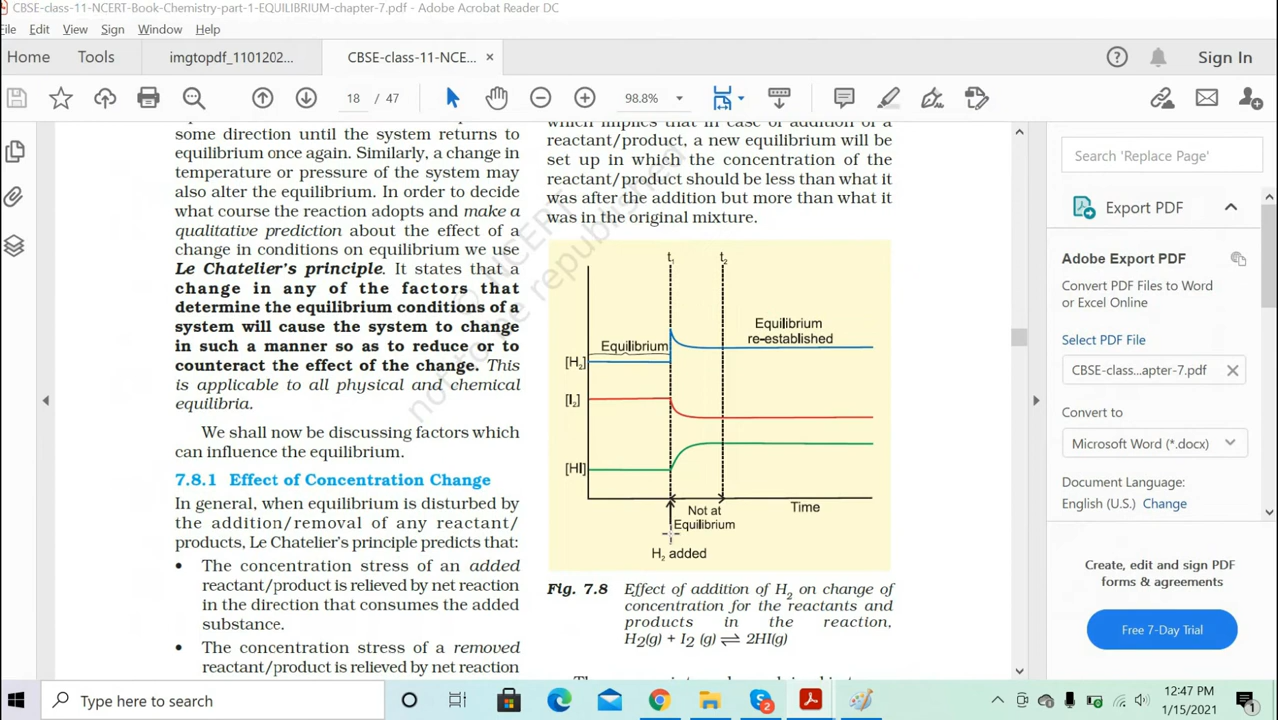 CBSE-class-11-NCERT-Book-Chemistry-part-1-EQUILIBRIUM-chapter-7.pdf - Adobe Acrobat Reader DC
File Edit View Sign Window Help
Home Tools imgtopdf_1101202... CBSE-class-11-NCE... ×
18 / 47 98.8%
Sign In
some direction until the system returns to
equilibrium once again. Similarly, a change in
temperature or pressure of the system may
also alter the equilibrium. In order to decide
what course the reaction adopts and make a
qualitative prediction about the effect of a
change in conditions on equilibrium we use
Le Chatelier's principle. It states that a
change in any of the factors that
determine the equilibrium conditions of a
system will cause the system to change
in such a manner so as to reduce or to
counteract the effect of the change. This
is applicable to all physical and chemical
equilibria.
We shall now be discussing factors which
can influence the equilibrium.
7.8.1 Effect of Concentration Change
In general, when equilibrium is disturbed by
the addition/removal of any reactant/
products, Le Chatelier's principle predicts that:
• The concentration stress of an added
reactant/product is relieved by net reaction
in the direction that consumes the added
substance.
• The concentration stress of a removed
reactant/product is relieved by net reaction
which implies that in case of addition of a
reactant/product, a new equilibrium will be
set up in which the concentration of the
reactant/product should be less than what it
was after the addition but more than what it
was in the original mixture.
t₁ t₂
Equilibrium
re-established
Equilibrium
[H₂]
[I₂]
[HI]
Not at
Equilibrium
Time
H₂ added
Fig. 7.8 Effect of addition of H₂ on change of
concentration for the reactants and
products in the reaction,
H₂(g) + I₂ (g) ⇌ 2HI(g)
© NCERT
not to be republished
Search 'Replace Page'
Export PDF
Adobe Export PDF
Convert PDF Files to Word
or Excel Online
Select PDF File
CBSE-class...apter-7.pdf ×
Convert to
Microsoft Word (*.docx)
Document Language:
English (U.S.) Change
Create, edit and sign PDF
forms & agreements
Free 7-Day Trial
Type here to search
2
12:47 PM
1/15/2021
1